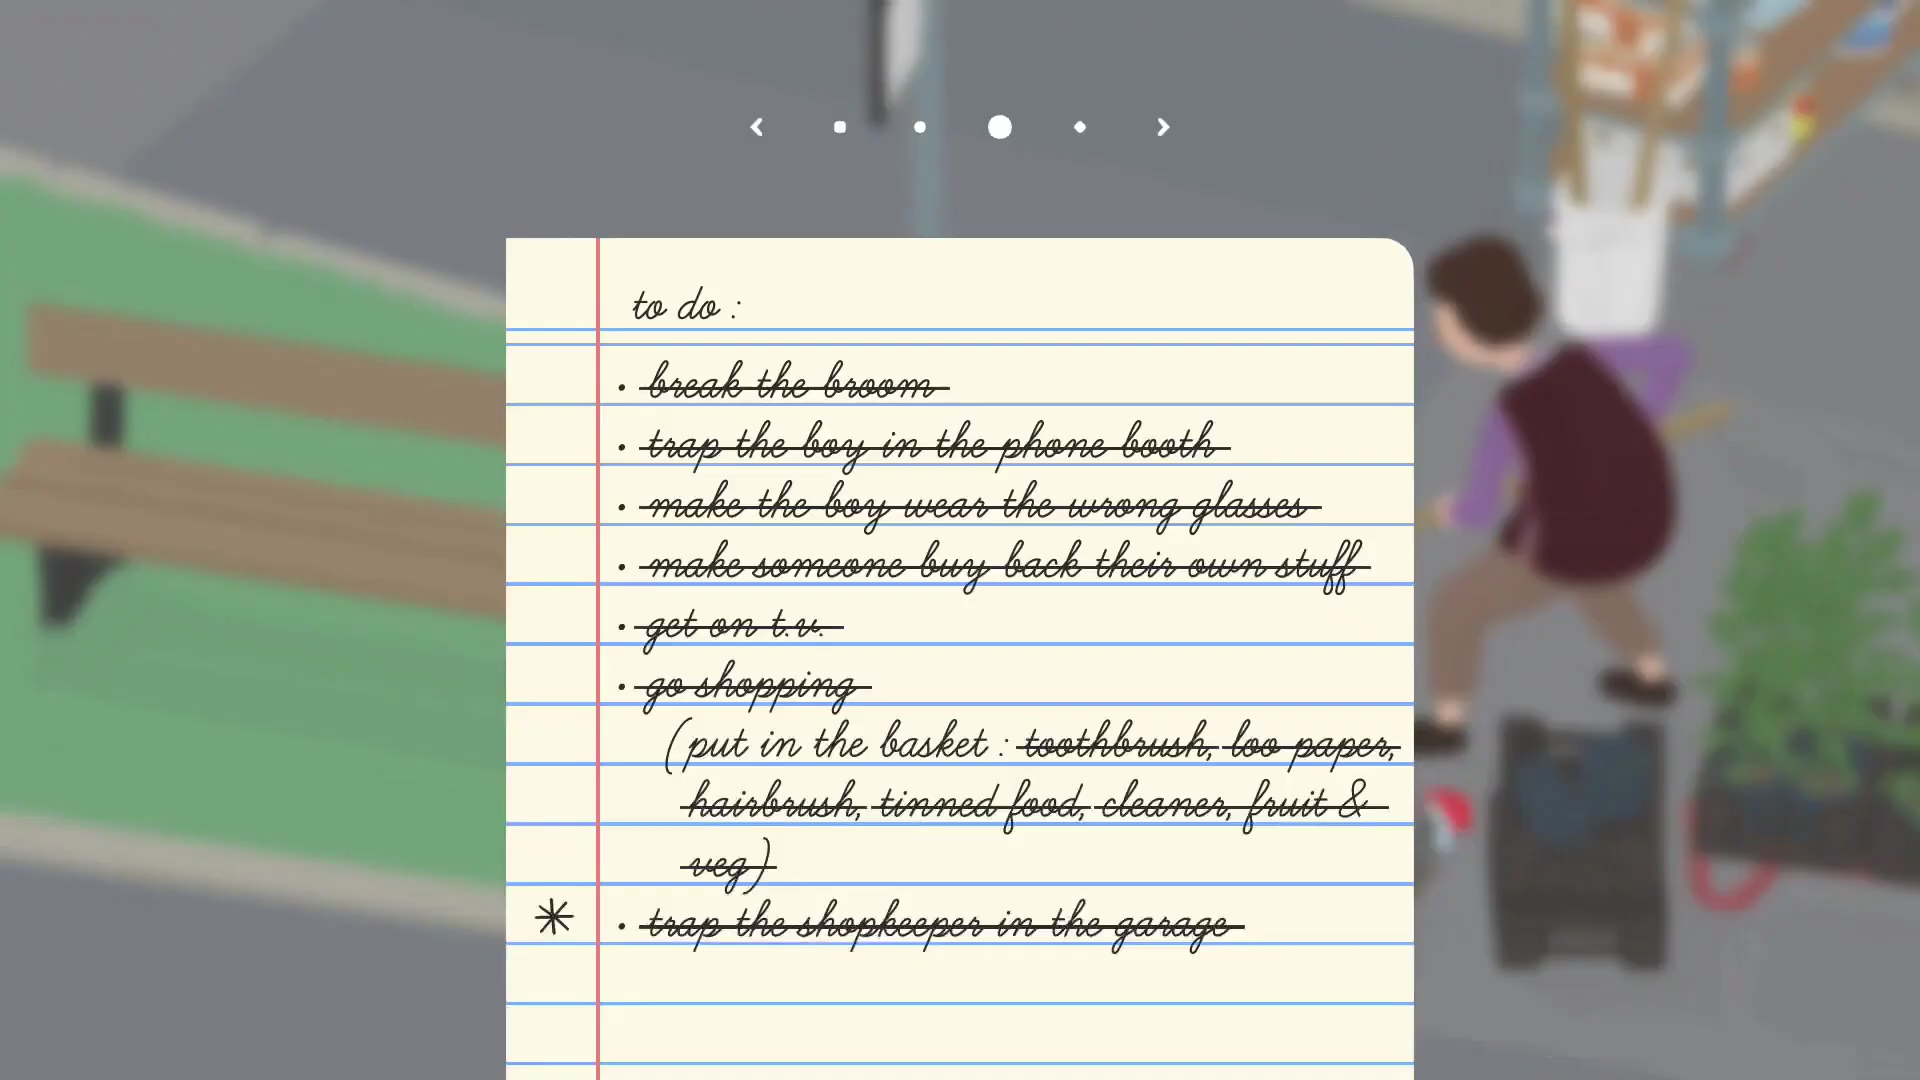 to do :
• break the broom
• trap the boy in the phone booth
• make the boy wear the wrong glasses
• make someone buy back their own stuff
• get on t.v.
• go shopping
(put in the basket : toothbrush, loo paper,
hairbrush, tinned food, cleaner, fruit &
veg)
* • trap the shopkeeper in the garage